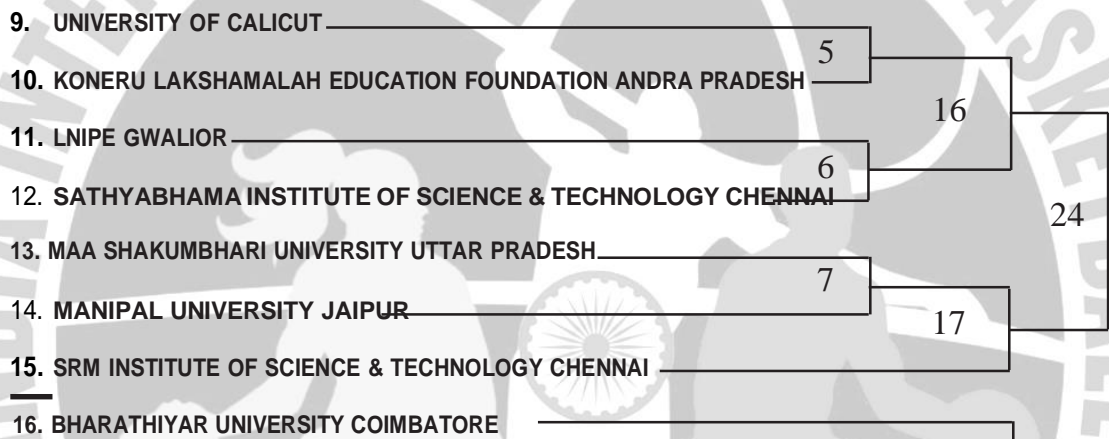 9. UNIVERSITY OF CALICUT
5
10. KONERU LAKSHAMALAH EDUCATION FOUNDATION ANDRA PRADESH
16
11. LNIPE GWALIOR
6
12. SATHYABHAMA INSTITUTE OF SCIENCE & TECHNOLOGY CHENNAI
24
13. MAA SHAKUMBHARI UNIVERSITY UTTAR PRADESH
7
14. MANIPAL UNIVERSITY JAIPUR
17
15. SRM INSTITUTE OF SCIENCE & TECHNOLOGY CHENNAI
16. BHARATHIYAR UNIVERSITY COIMBATORE